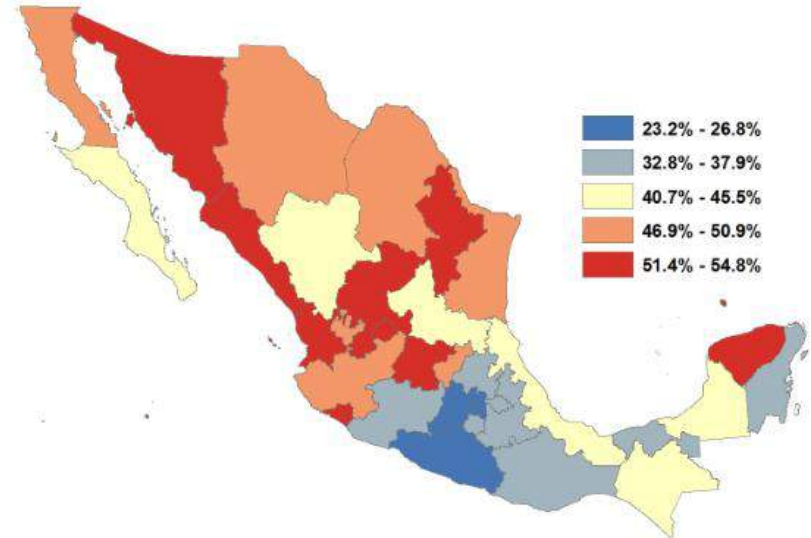 23.2% - 26.8%
32.8% - 37.9%
40.7% - 45.5%
46.9% - 50.9%
51.4% - 54.8%